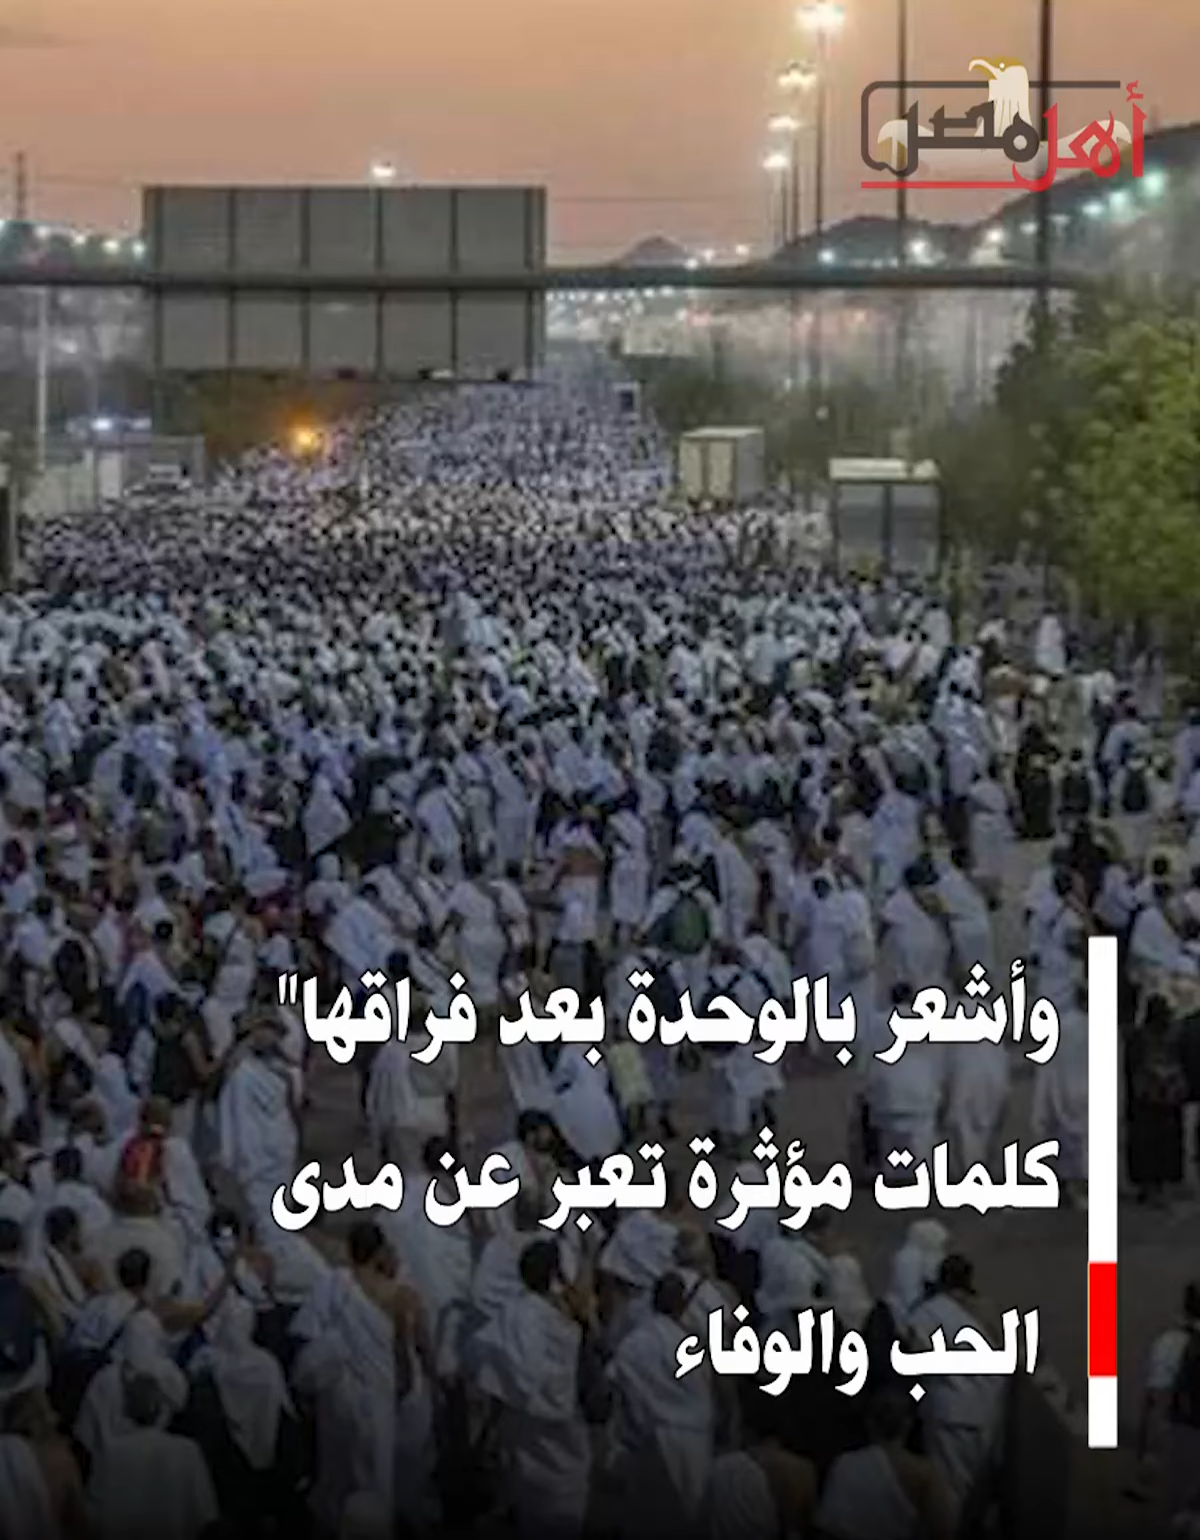 أهل مصر
وأشعر بالوحدة بعد فراقها"
كلمات مؤثرة تعبر عن مدى
الحب والوفاء